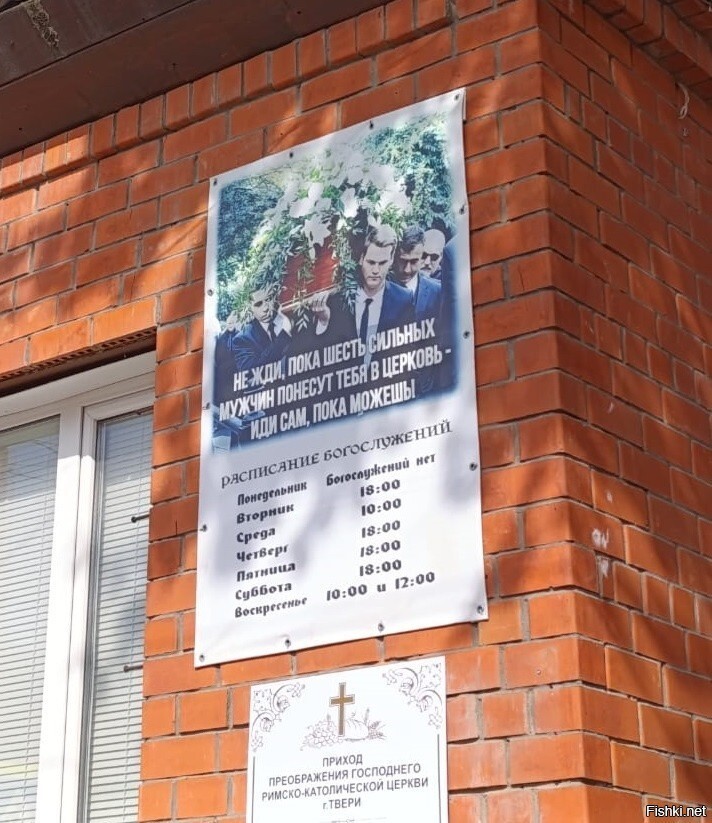 НЕ ЖДИ, ПОКА ШЕСТЬ СИЛЬНЫХ
МУЖЧИН ПОНЕСУТ ТЕБЯ В ЦЕРКОВЬ -
ИДИ САМ, ПОКА МОЖЕШЬ!
РАСПИСАНИЕ БОГОСЛУЖЕНИЙ
Понедельник Богослужений нет
Вторник 18:00
Среда 10:00
Четверг 18:00
Пятница 18:00
Суббота 18:00
Воскресенье 10:00 и 12:00
ПРИХОД
ПРЕОБРАЖЕНИЯ ГОСПОДНЕГО
РИМСКО-КАТОЛИЧЕСКОЙ ЦЕРКВИ
г.ТВЕРИ
Fishki.net